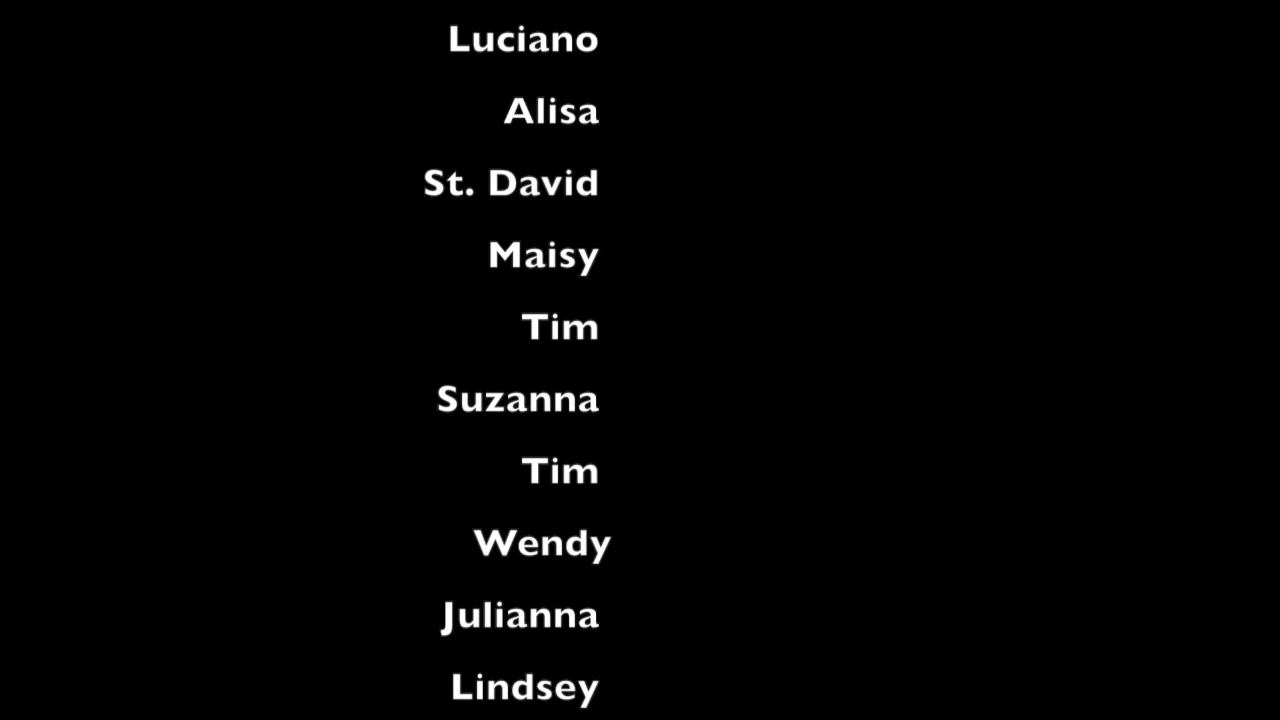 Luciano
Alisa
St. David
Maisy
Tim
Suzanna
Tim
Wendy
Julianna
Lindsey